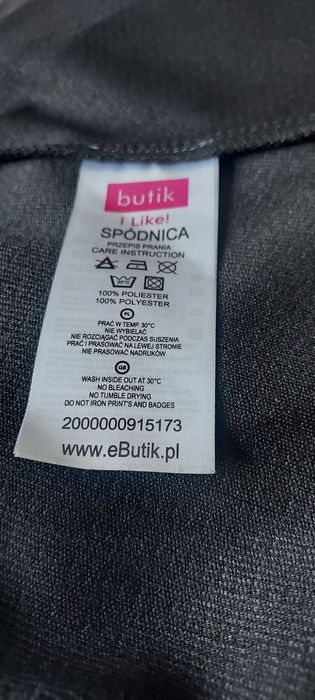 butik
I Like!
SPÓDNICA
PRZEPIS PRANIA
CARE INSTRUCTION
30°
100% POLIESTER
100% POLYESTER
PL
PRAĆ W TEMP. 30°C
NIE WYBIELAĆ
NIE ROZCIĄGAĆ PODCZAS SUSZENIA
PRAĆ I PRASOWAĆ NA LEWEJ STRONIE
NIE PRASOWAĆ NADRUKÓW
GB
WASH INSIDE OUT AT 30°C
NO BLEACHING
NO TUMBLE DRYING
DO NOT IRON PRINT'S AND BADGES
2000000915173
www.eButik.pl